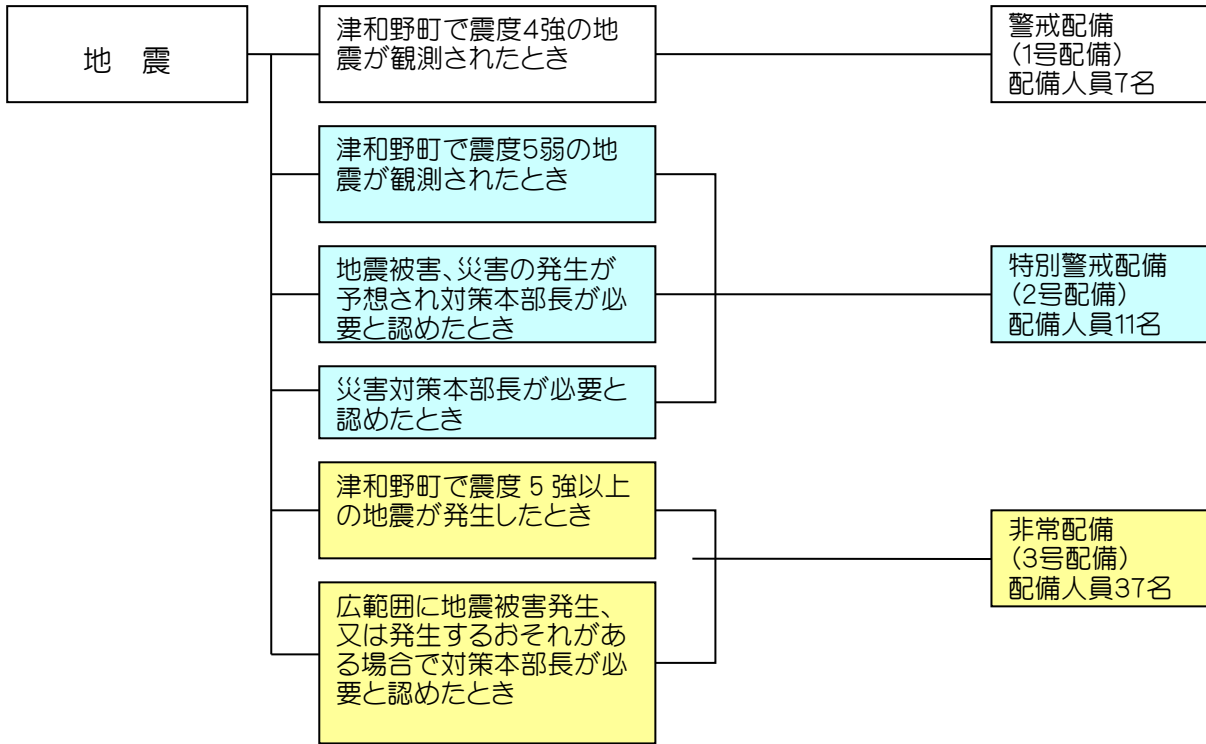 地 震
津和野町で震度4強の地
震が観測されたとき
警戒配備
(1号配備)
配備人員7名
津和野町で震度5弱の地
震が観測されたとき
地震被害、災害の発生が
予想され対策本部長が必
要と認めたとき
特別警戒配備
(2号配備)
配備人員11名
災害対策本部長が必要と
認めたとき
津和野町で震度 5 強以上
の地震が発生したとき
非常配備
(3号配備)
配備人員37名
広範囲に地震被害発生、
又は発生するおそれがあ
る場合で対策本部長が必
要と認めたとき